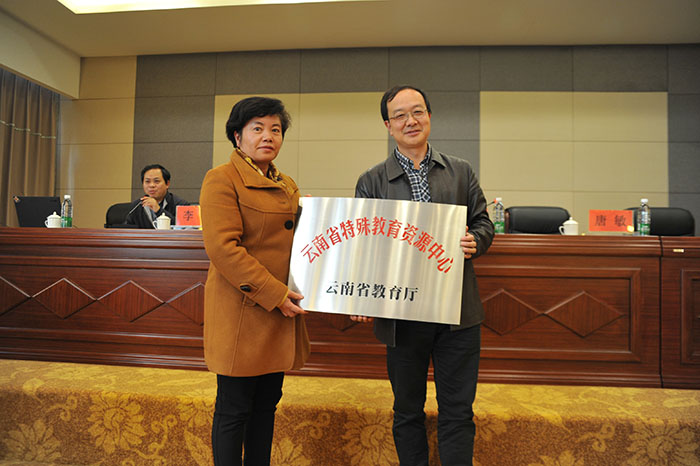 云南省特殊教育资源中心
云南省教育厅
李
唐敏